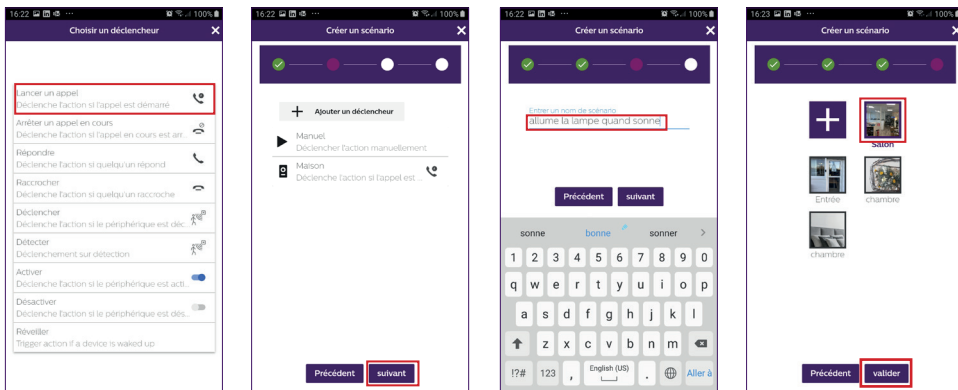 16:22 100%
Choisir un déclencheur
Lancer un appel
Déclenche l'action si l'appel est démarré
Arrêter un appel en cours
Déclenche l'action si l'appel en cours est arr...
Répondre
Déclenche l'action si quelqu'un répond
Raccrocher
Déclenche l'action si quelqu'un raccroche
Déclencher
Déclenche l'action si le périphérique est déc...
Détecter
Déclenchement sur détection
Activer
Déclenche l'action si le périphérique est acti...
Désactiver
Déclenche l'action si le périphérique est dés...
Réveiller
Trigger action if a device is waked up
16:22 100%
Créer un scénario
Ajouter un déclencheur
Manuel
Déclencher l'action manuellement
Maison
Déclenche l'action si l'appel est ...
Précédent suivant
16:22 100%
Créer un scénario
Entrer un nom de scénario
allume la lampe quand sonne
Précédent suivant
sonne bonne sonner
1 2 3 4 5 6 7 8 9 0
q w e r t y u i o p
a s d f g h j k l
z x c v b n m
!?# 123 , English (US) . Aller à
16:23 100%
Créer un scénario
Salon
Entrée chambre
chambre
Précédent valider